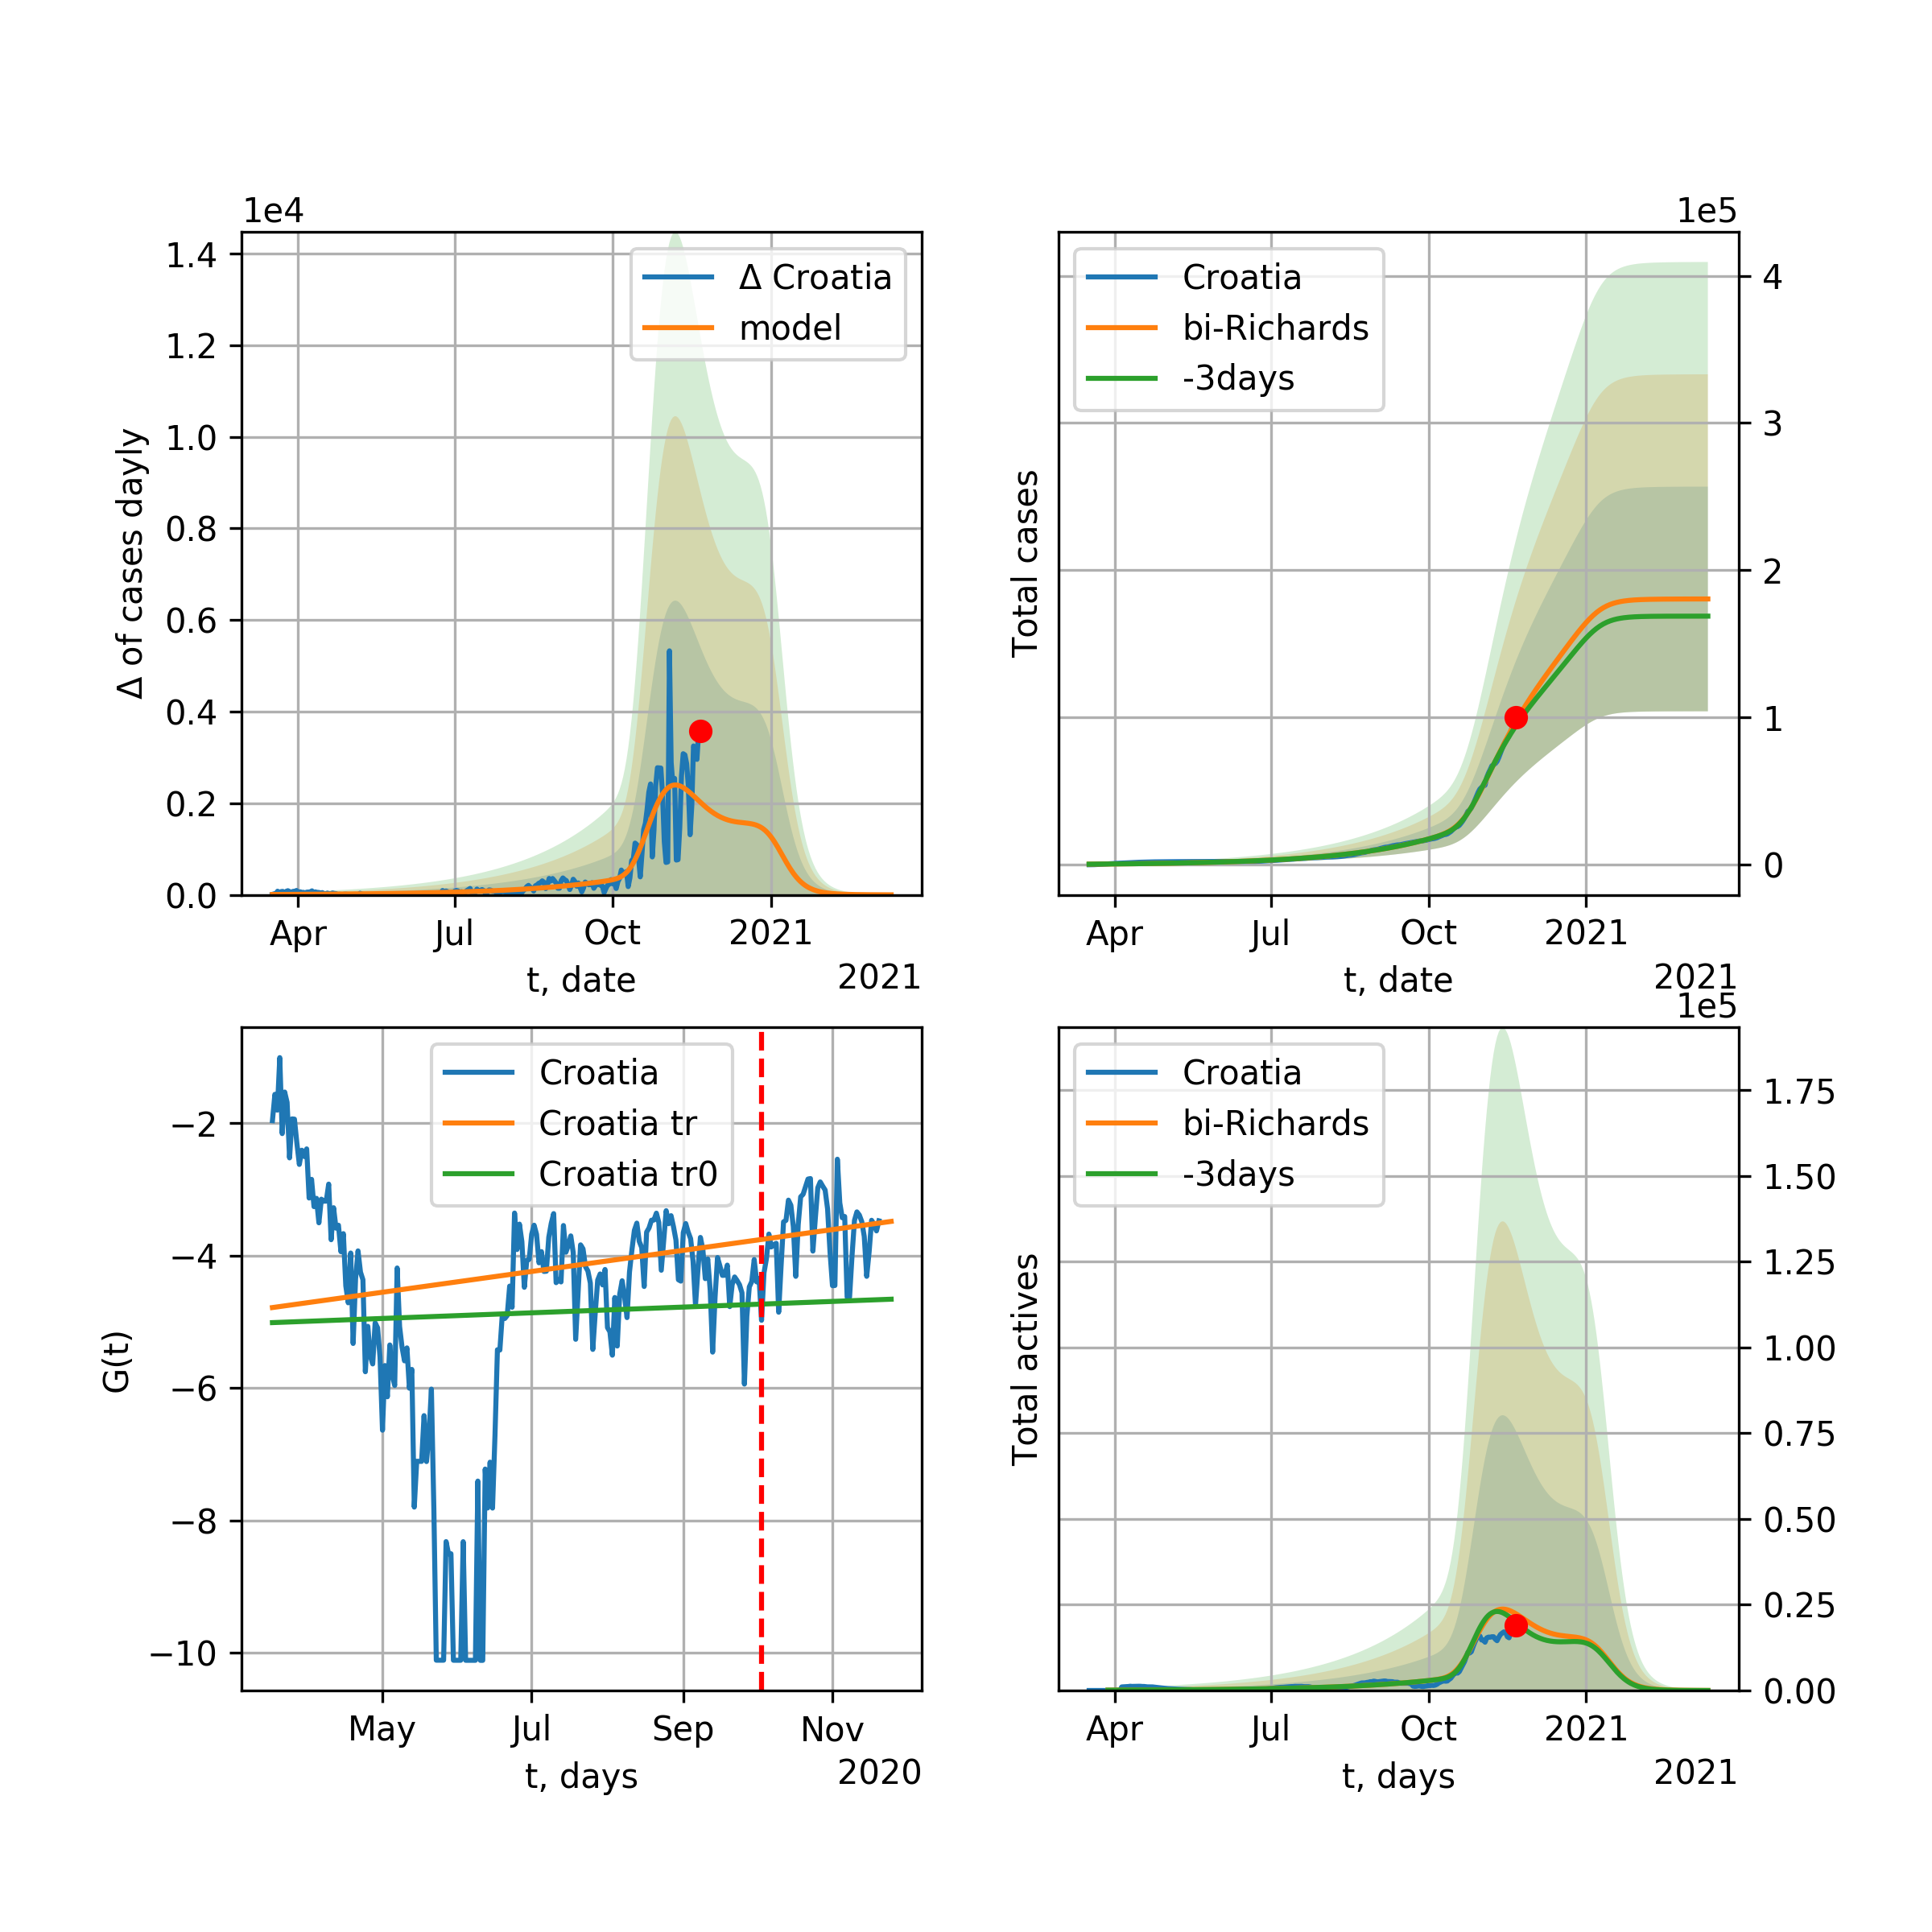 1e4
1.4
1.2
1.0
0.8
0.6
0.4
0.2
0.0
Δ of cases dayly
Δ Croatia
model
Apr Jul Oct 2021
t, date
2021
1e5
Total cases
Croatia
bi-Richards
-3days
4
3
2
1
0
Apr Jul Oct 2021
t, date
2021
G(t)
−2
−4
−6
−8
−10
Croatia
Croatia tr
Croatia tr0
May Jul Sep Nov
t, days
2020
1e5
Total actives
Croatia
bi-Richards
-3days
1.75
1.50
1.25
1.00
0.75
0.50
0.25
0.00
Apr Jul Oct 2021
t, days
2021